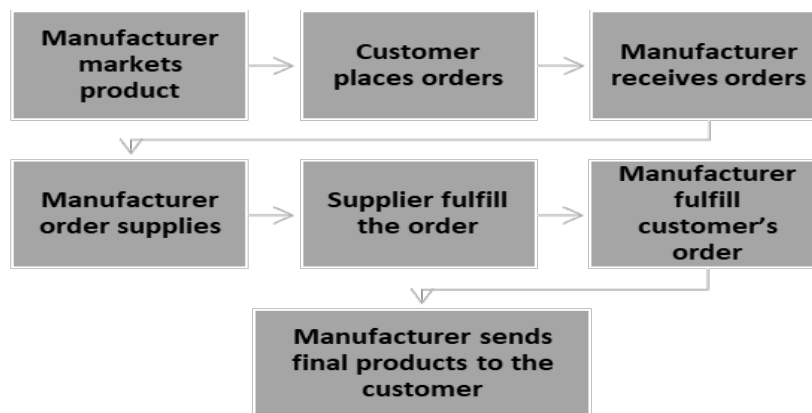 Manufacturer
markets
product
Customer
places orders
Manufacturer
receives orders
Manufacturer
order supplies
Supplier fulfill
the order
Manufacturer
fulfill
customer’s
order
Manufacturer sends
final products to the
customer